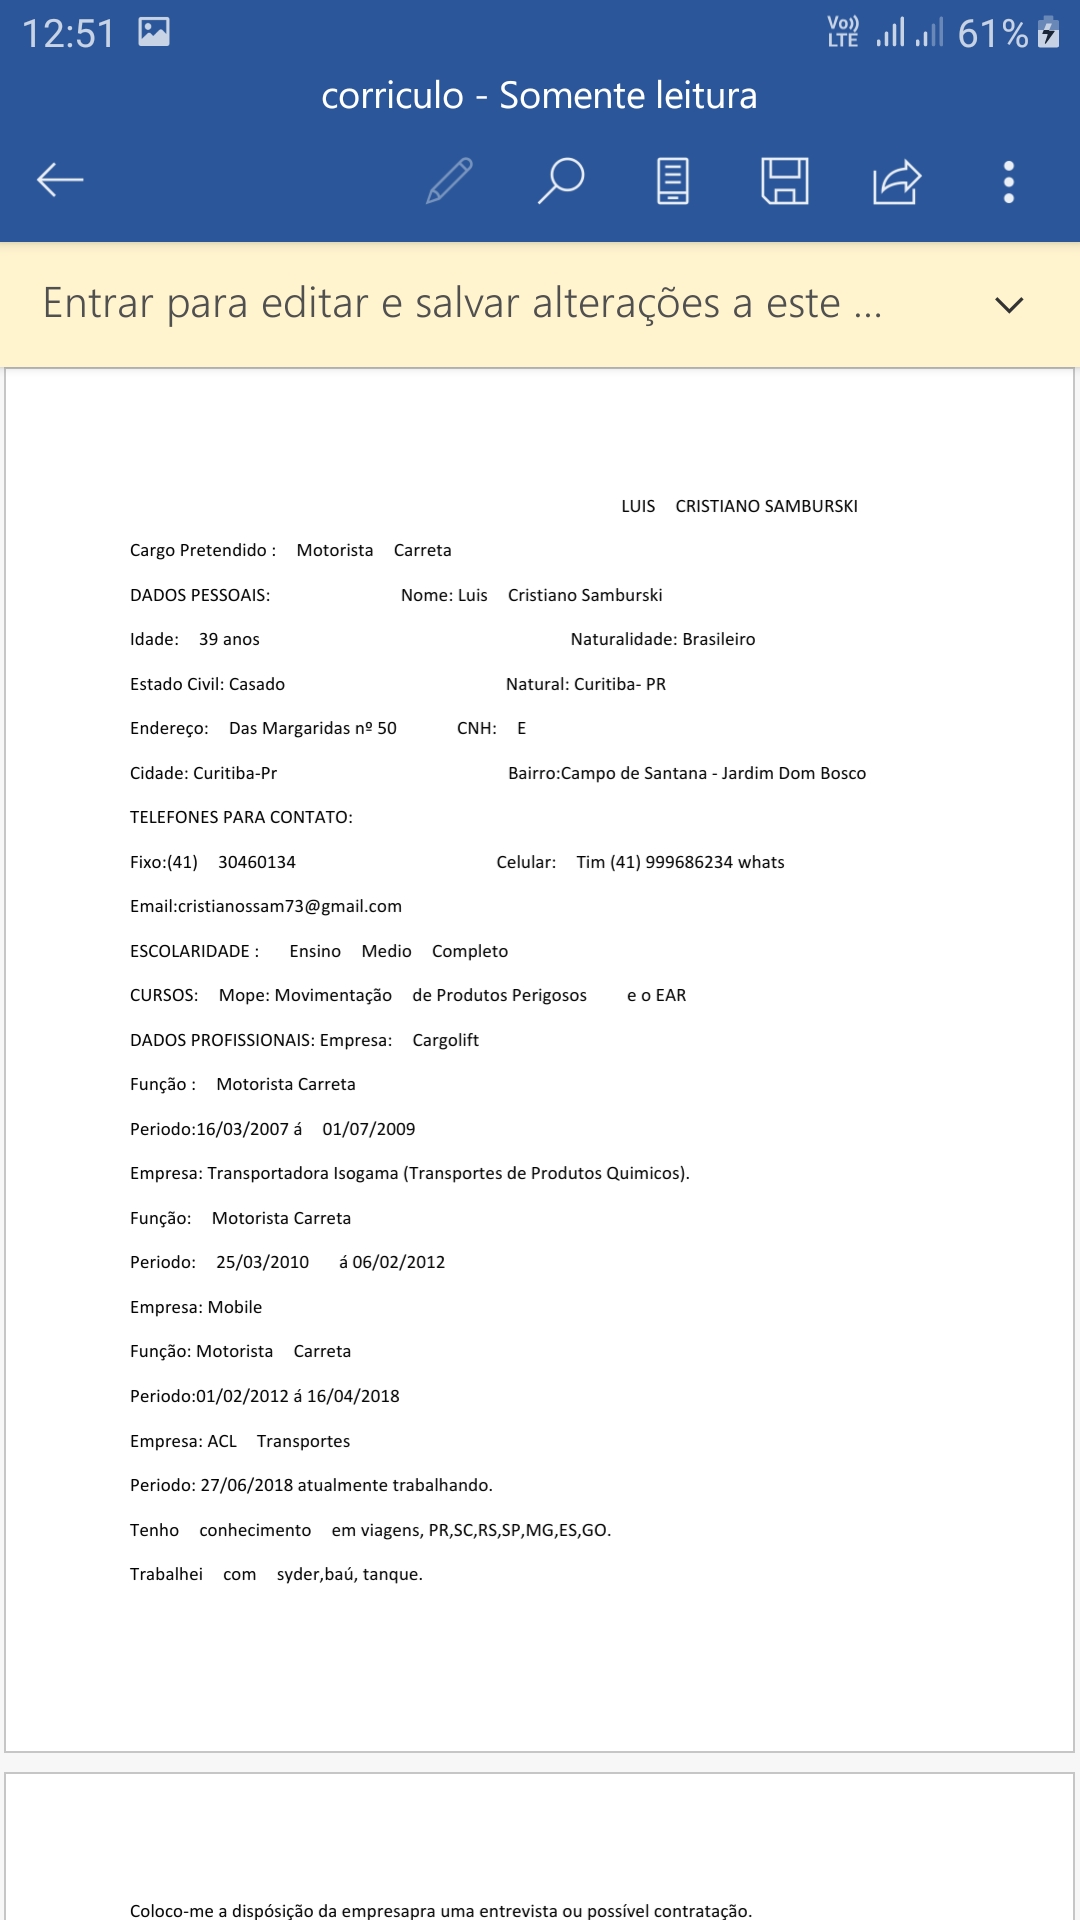 12:51 Vo)) LTE 61%
corriculo - Somente leitura
Entrar para editar e salvar alterações a este ...
LUIS CRISTIANO SAMBURSKI
Cargo Pretendido : Motorista Carreta
DADOS PESSOAIS: Nome: Luis Cristiano Samburski
Idade: 39 anos Naturalidade: Brasileiro
Estado Civil: Casado Natural: Curitiba- PR
Endereço: Das Margaridas nº 50 CNH: E
Cidade: Curitiba-Pr Bairro:Campo de Santana - Jardim Dom Bosco
TELEFONES PARA CONTATO:
Fixo:(41) 30460134 Celular: Tim (41) 999686234 whats
Email:cristianossam73@gmail.com
ESCOLARIDADE : Ensino Medio Completo
CURSOS: Mope: Movimentação de Produtos Perigosos e o EAR
DADOS PROFISSIONAIS: Empresa: Cargolift
Função : Motorista Carreta
Periodo:16/03/2007 á 01/07/2009
Empresa: Transportadora Isogama (Transportes de Produtos Quimicos).
Função: Motorista Carreta
Periodo: 25/03/2010 á 06/02/2012
Empresa: Mobile
Função: Motorista Carreta
Periodo:01/02/2012 á 16/04/2018
Empresa: ACL Transportes
Periodo: 27/06/2018 atualmente trabalhando.
Tenho conhecimento em viagens, PR,SC,RS,SP,MG,ES,GO.
Trabalhei com syder,baú, tanque.
Coloco-me a dispósição da empresapra uma entrevista ou possível contratação.